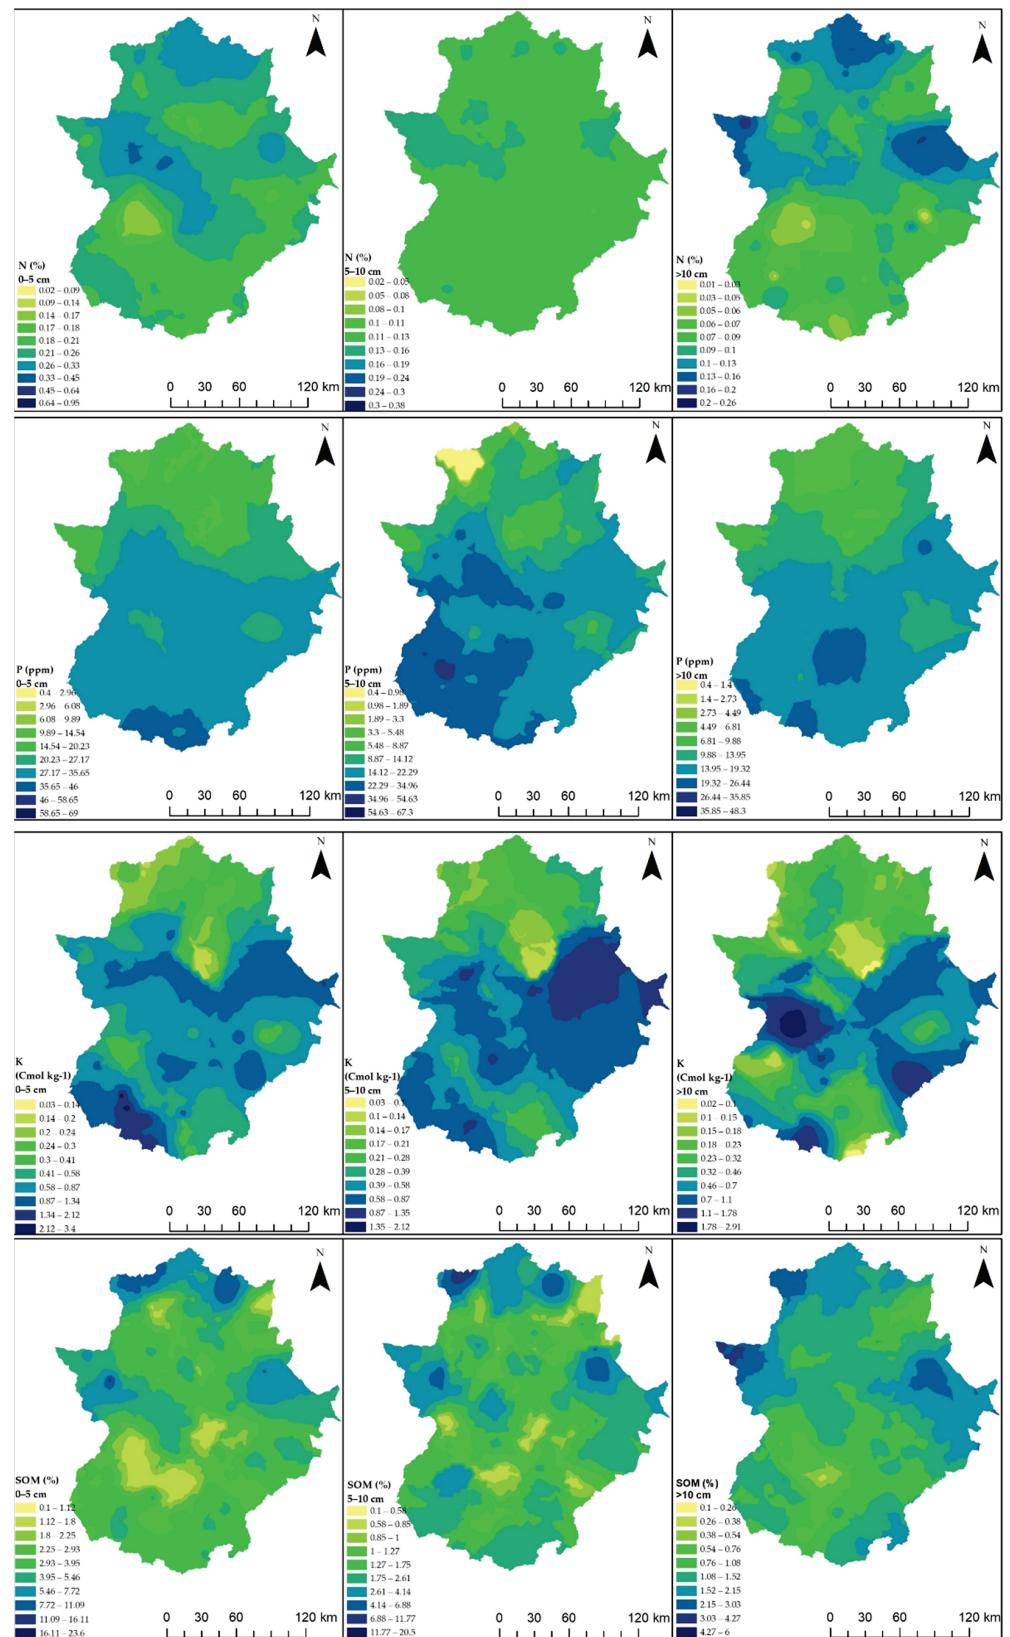 N
N (%)
0–5 cm
0.02 – 0.09
0.09 – 0.14
0.14 – 0.17
0.17 – 0.18
0.18 – 0.21
0.21 – 0.26
0.26 – 0.33
0.33 – 0.45
0.45 – 0.64
0.64 – 0.95
0 30 60 120 km
N
N (%)
5–10 cm
0.02 – 0.05
0.05 – 0.08
0.08 – 0.1
0.1 – 0.11
0.11 – 0.13
0.13 – 0.16
0.16 – 0.19
0.19 – 0.24
0.24 – 0.3
0.3 – 0.38
0 30 60 120 km
N
N (%)
>10 cm
0.01 – 0.03
0.03 – 0.05
0.05 – 0.06
0.06 – 0.07
0.07 – 0.09
0.09 – 0.1
0.1 – 0.13
0.13 – 0.16
0.16 – 0.2
0.2 – 0.26
0 30 60 120 km
N
P (ppm)
0–5 cm
0.4 2.96
2.96 6.08
6.08 9.89
9.89 – 14.54
14.54 – 20.23
20.23 – 27.17
27.17 – 35.65
35.65 – 46
46 – 58.65
58.65 – 69
0 30 60 120 km
N
P (ppm)
5–10 cm
0.4 – 0.98
0.98 – 1.89
1.89 – 3.3
3.3 – 5.48
5.48 – 8.87
8.87 – 14.12
14.12 – 22.29
22.29 – 34.96
34.96 – 54.63
54.63 – 67.3
0 30 60 120 km
N
P (ppm)
>10 cm
0.4 – 1.4
1.4 – 2.73
2.73 – 4.49
4.49 – 6.81
6.81 – 9.88
9.88 – 13.95
13.95 – 19.32
19.32 – 26.44
26.44 – 35.85
35.85 – 48.3
0 30 60 120 km
N
K
(Cmol kg-1)
0–5 cm
0.03 – 0.14
0.14 – 0.2
0.2 0.24
0.24 – 0.3
0.3 – 0.41
0.41 – 0.58
0.58 – 0.87
0.87 – 1.34
1.34 – 2.12
2.12 – 3.4
0 30 60 120 km
N
K
(Cmol kg-1)
5–10 cm
0.03 – 0.1
0.1 – 0.14
0.14 – 0.17
0.17 – 0.21
0.21 – 0.28
0.28 – 0.39
0.39 – 0.58
0.58 – 0.87
0.87 – 1.35
1.35 – 2.12
0 30 60 120 km
N
K
(Cmol kg-1)
>10 cm
0.02 – 0.1
0.1 – 0.15
0.15 – 0.18
0.18 – 0.23
0.23 – 0.32
0.32 – 0.46
0.46 – 0.7
0.7 – 1.1
1.1 – 1.78
1.78 – 2.91
0 30 60 120 km
N
SOM (%)
0–5 cm
0.1 – 1.12
1.12 – 1.8
1.8 – 2.25
2.25 – 2.93
2.93 – 3.95
3.95 – 5.46
5.46 – 7.72
7.72 – 11.09
11.09 – 16.11
16.11 – 23.6
0 30 60 120 km
N
SOM (%)
5–10 cm
0.1 – 0.58
0.58 – 0.85
0.85 – 1
1 – 1.27
1.27 – 1.75
1.75 – 2.61
2.61 – 4.14
4.14 – 6.88
6.88 – 11.77
11.77 – 20.5
0 30 60 120 km
N
SOM (%)
>10 cm
0.1 – 0.26
0.26 – 0.38
0.38 – 0.54
0.54 – 0.76
0.76 – 1.08
1.08 – 1.52
1.52 – 2.15
2.15 – 3.03
3.03 – 4.27
4.27 – 6
0 30 60 120 km